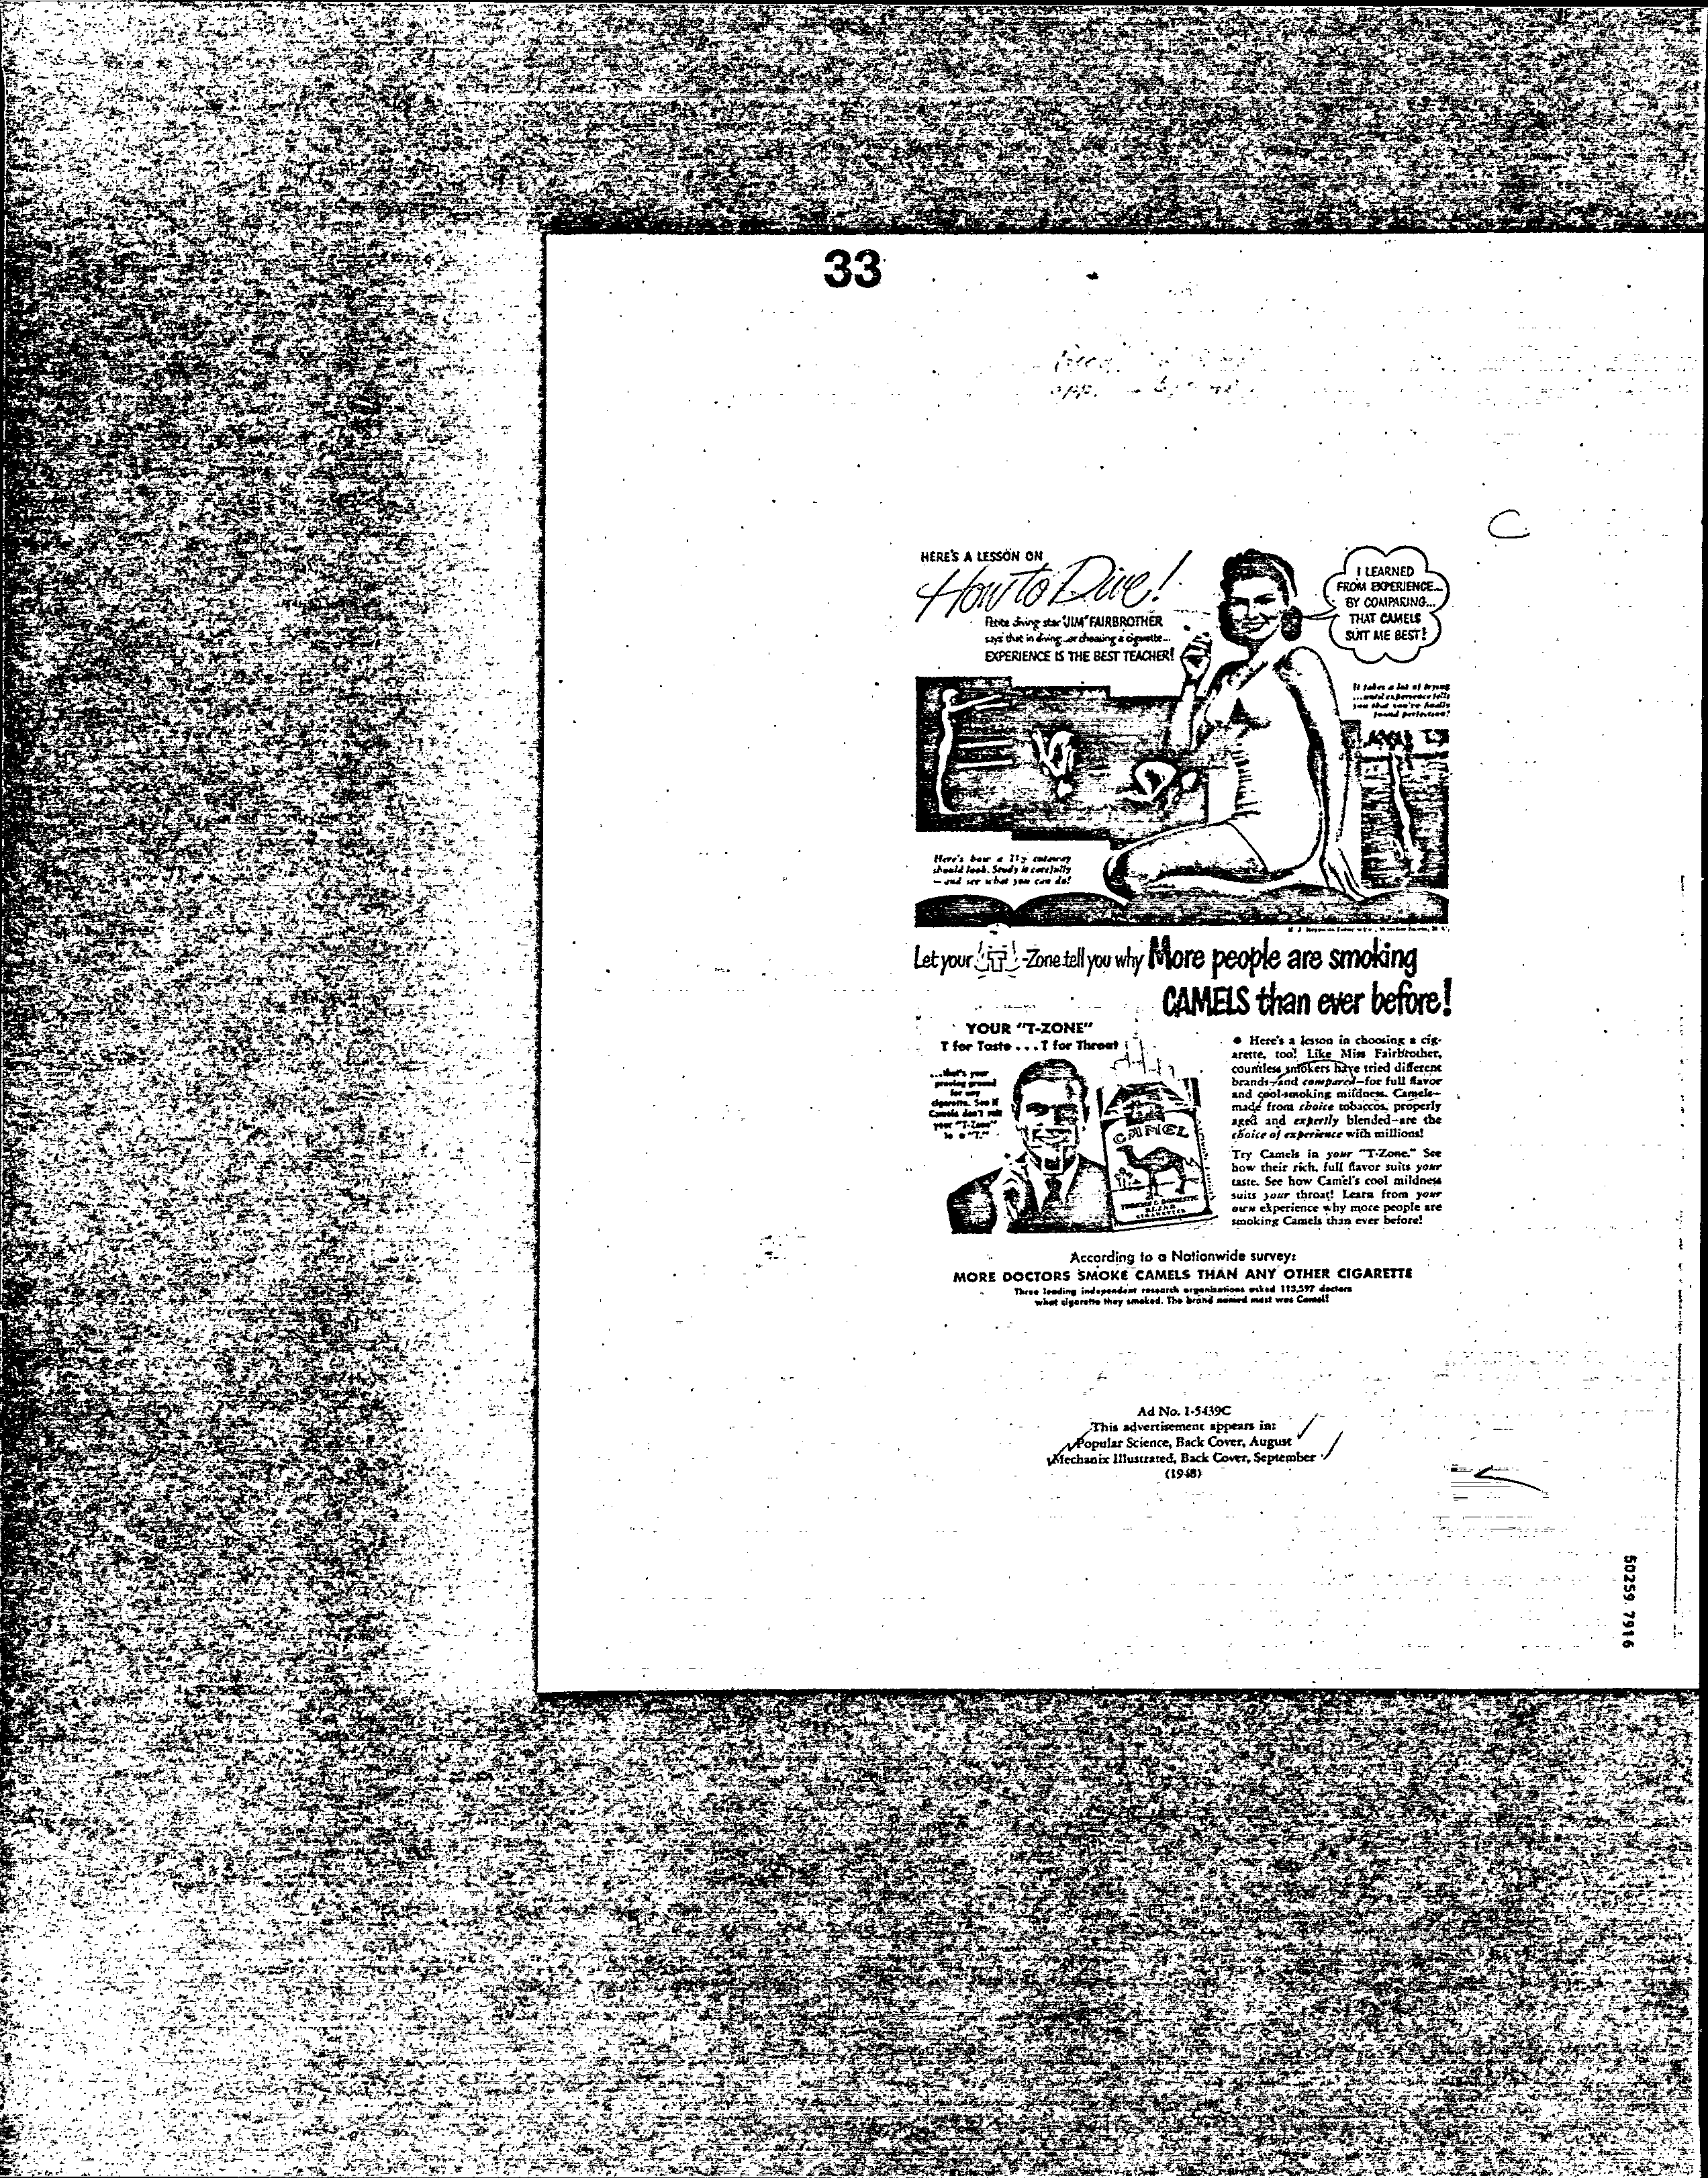 33
HERE'S A LESSON ON
How to Dive!
Petite diving star "JIM" FAIRBROTHER
says that in diving...or choosing a cigarette...
EXPERIENCE IS THE BEST TEACHER!
I LEARNED
FROM EXPERIENCE...
BY COMPARING...
THAT CAMELS
SUIT ME BEST!
It takes a lot of trying
...until experience tells
you that you've finally
found perfection!
Here's how a 1½ cutaway
should look. Study it carefully
—and see what you can do!
R. J. Reynolds Tobacco Co., Winston-Salem, N. C.
Let your "T"-Zone tell you why More people are smoking
CAMELS than ever before!
YOUR "T-ZONE"
T for Taste... T for Throat
...that's your
proving ground
for any
cigarette. See if
Camels don't suit
your "T-Zone"
to a "T."
CAMEL
TURKISH & DOMESTIC
BLEND
CIGARETTES
• Here's a lesson in choosing a cig-
arette, too! Like Miss Fairbrother,
countless smokers have tried different
brands—and compared—for full flavor
and cool-smoking mildness. Camels—
made from choice tobaccos, properly
aged and expertly blended—are the
choice of experience with millions!
Try Camels in your "T-Zone." See
how their rich, full flavor suits your
taste. See how Camel's cool mildness
suits your throat! Learn from your
own experience why more people are
smoking Camels than ever before!
According to a Nationwide survey:
MORE DOCTORS SMOKE CAMELS THAN ANY OTHER CIGARETTE
Three leading independent research organizations asked 113,597 doctors
what cigarette they smoked. The brand named most was Camel!
Ad No. 1-5439C
This advertisement appears in:
Popular Science, Back Cover, August
Mechanix Illustrated, Back Cover, September
(1948)
50259 7916